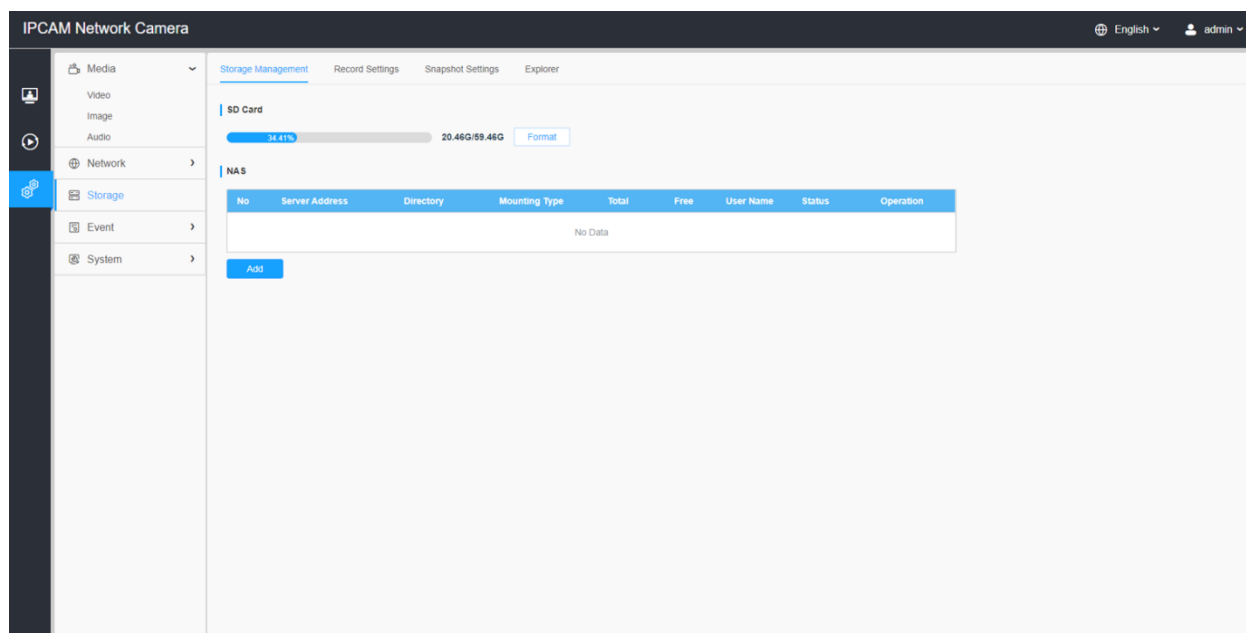 IPCAM Network Camera
English
admin
Media
Video
Image
Audio
Network
Storage
Event
System
Storage Management Record Settings Snapshot Settings Explorer
SD Card
34.41% 20.46G/59.46G Format
NAS
No Server Address Directory Mounting Type Total Free User Name Status Operation
No Data
Add